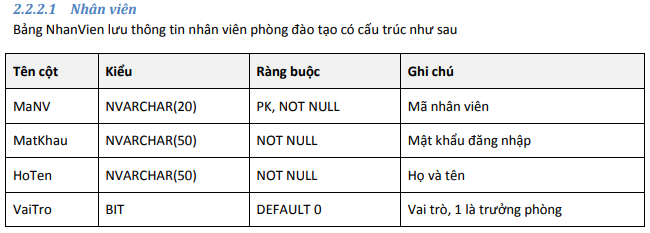 2.2.2.1 Nhân viên
Bảng NhanVien lưu thông tin nhân viên phòng đào tạo có cấu trúc như sau
Tên cột Kiểu Ràng buộc Ghi chú
MaNV NVARCHAR(20) PK, NOT NULL Mã nhân viên
MatKhau NVARCHAR(50) NOT NULL Mật khẩu đăng nhập
HoTen NVARCHAR(50) NOT NULL Họ và tên
VaiTro BIT DEFAULT 0 Vai trò, 1 là trưởng phòng